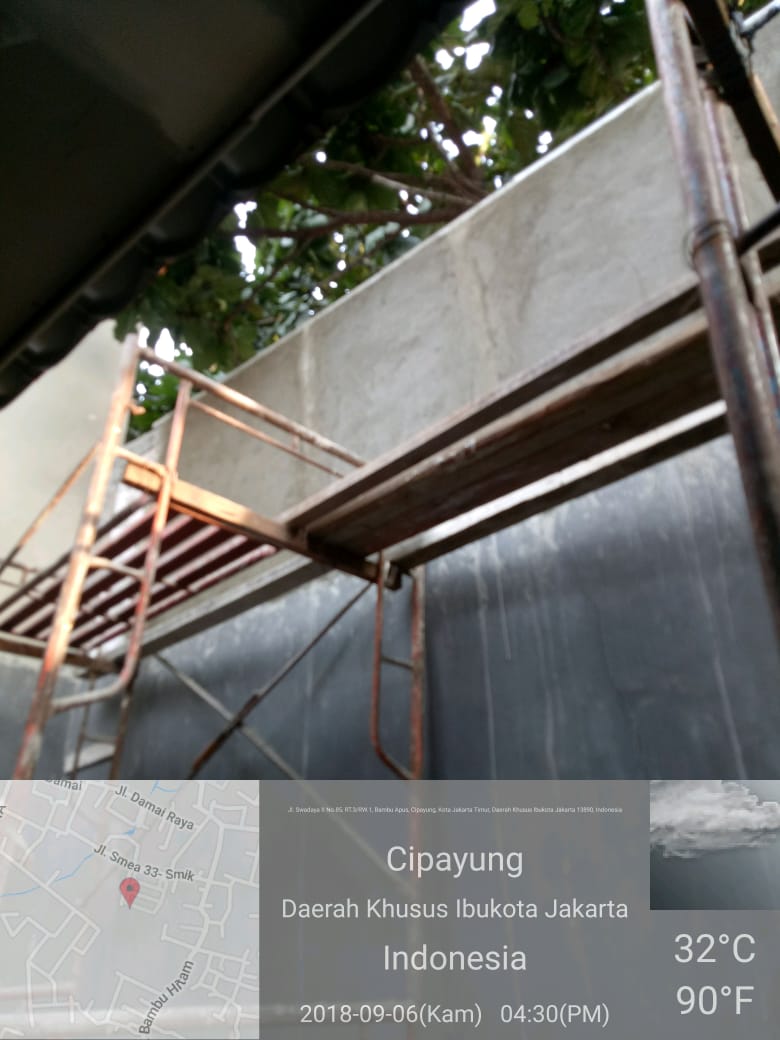 Damai
Jl. Damai Raya
Jl. Smea 33- Smik
Bambu Hitam
Jl. Swadaya II No.85, RT.3/RW.1, Bambu Apus, Cipayung, Kota Jakarta Timur, Daerah Khusus Ibukota Jakarta 13890, Indonesia
Cipayung
Daerah Khusus Ibukota Jakarta
Indonesia
2018-09-06(Kam) 04:30(PM)
32°C
90°F